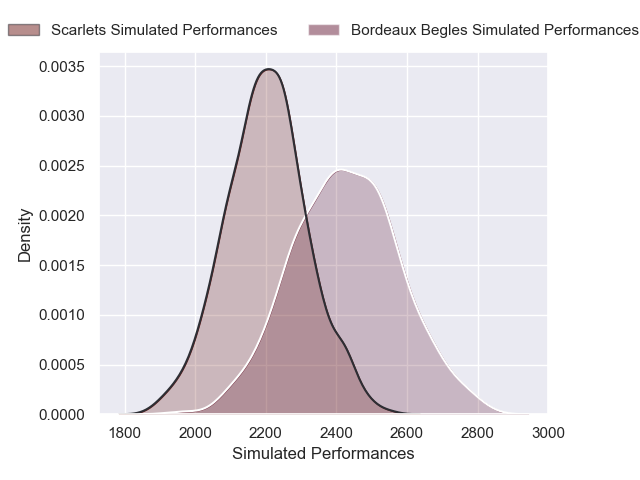 Scarlets Simulated Performances
Bordeaux Begles Simulated Performances
0.0035
0.0030
0.0025
0.0020
0.0015
0.0010
0.0005
0.0000
Density
1800 2000 2200 2400 2600 2800 3000
Simulated Performances